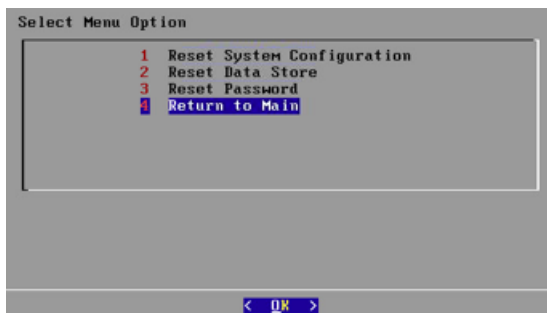 Select Menu Option
1 Reset System Configuration
2 Reset Data Store
3 Reset Password
4 Return to Main
< OK >